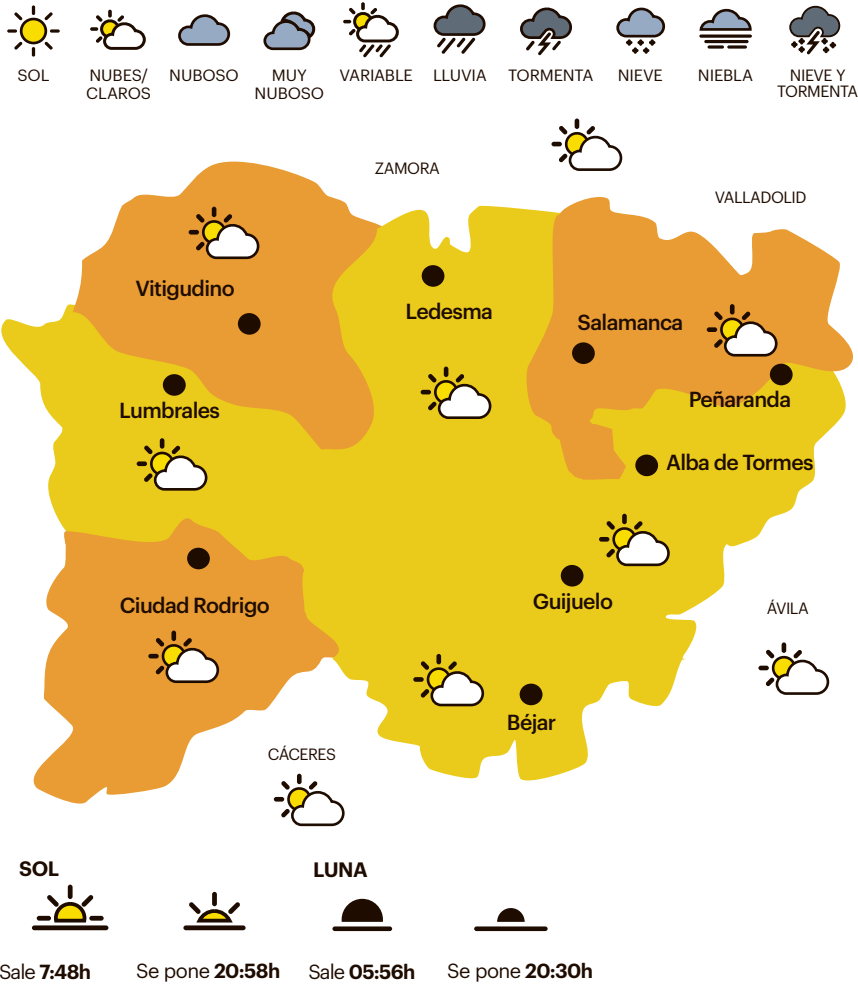 SOL
NUBES/
CLAROS
NUBOSO
MUY
NUBOSO
VARIABLE
LLUVIA
TORMENTA
NIEVE
NIEBLA
NIEVE Y
TORMENTA
ZAMORA
VALLADOLID
Vitigudino
Ledesma
Salamanca
Lumbrales
Peñaranda
Alba de Tormes
Ciudad Rodrigo
Guijuelo
ÁVILA
Béjar
CÁCERES
SOL
LUNA
Sale 7:48h
Se pone 20:58h
Sale 05:56h
Se pone 20:30h